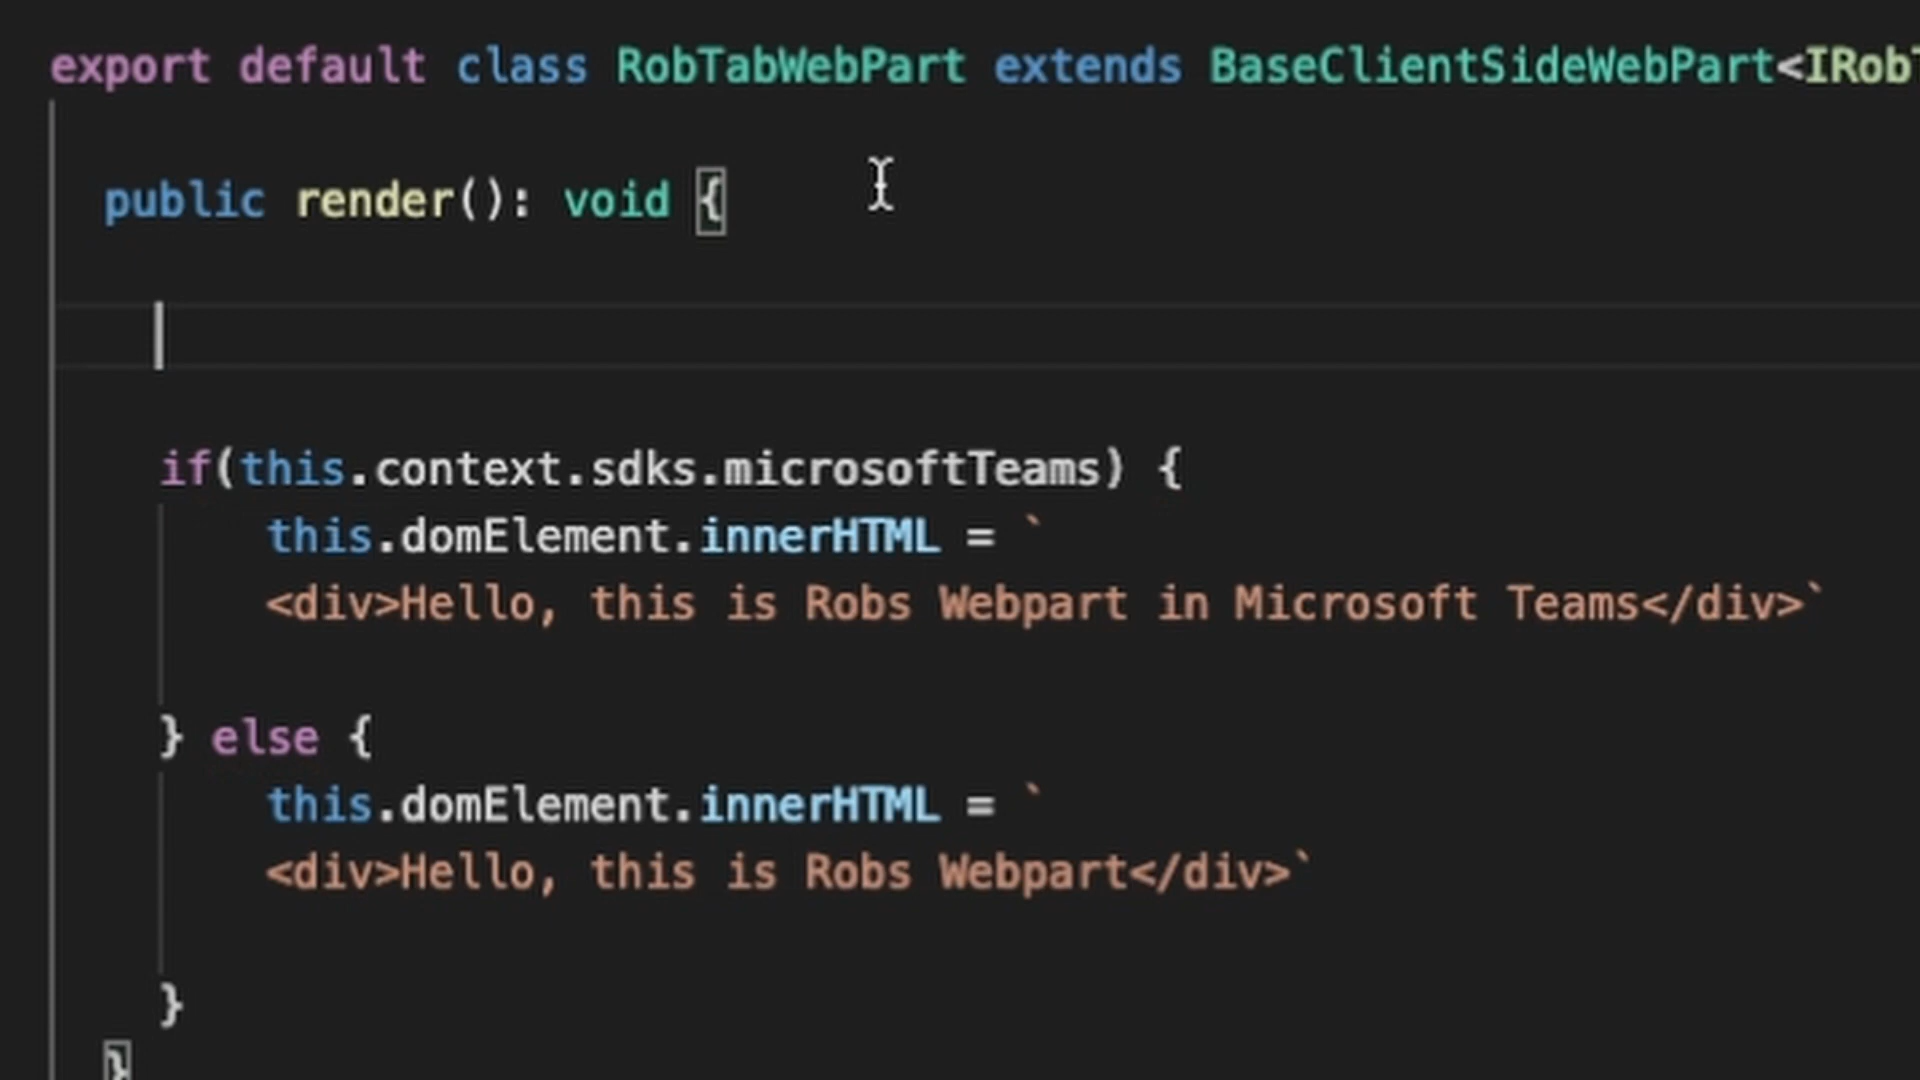 export default class RobTabWebPart extends BaseClientSideWebPart<IRobT
public render(): void {
if(this.context.sdks.microsoftTeams) {
this.domElement.innerHTML = `
<div>Hello, this is Robs Webpart in Microsoft Teams</div>`
} else {
this.domElement.innerHTML = `
<div>Hello, this is Robs Webpart</div>`
}
}